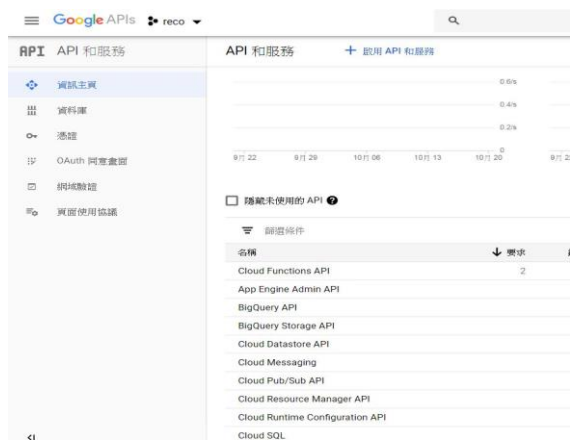 Google APIs reco
API API 和服務
API 和服務 啟用 API 和服務
資訊主頁
資料庫
憑證
OAuth 同意畫面
網域驗證
頁面使用協議
0.6/s
0.4/s
0.2/s
0
9月 22 9月 29 10月 06 10月 13 10月 20
隱藏未使用的 API
篩選條件
名稱 要求
Cloud Functions API 2
App Engine Admin API
BigQuery API
BigQuery Storage API
Cloud Datastore API
Cloud Messaging
Cloud Pub/Sub API
Cloud Resource Manager API
Cloud Runtime Configuration API
Cloud SQL